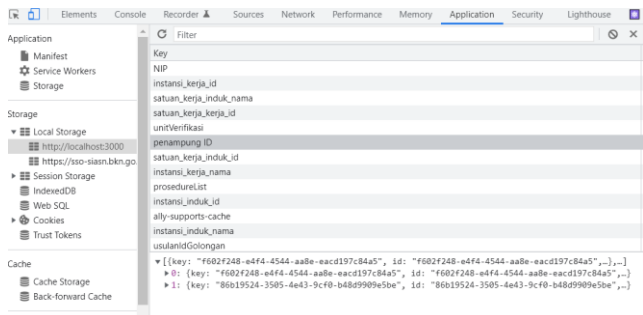 Elements Console Recorder Sources Network Performance Memory Application Security Lighthouse
Application
Manifest
Service Workers
Storage
Storage
Local Storage
http://localhost:3000
https://sso-siasn.bkn.go.
Session Storage
IndexedDB
Web SQL
Cookies
Trust Tokens
Cache
Cache Storage
Back-forward Cache
Filter
Key
NIP
instansi_kerja_id
satuan_kerja_induk_nama
satuan_kerja_kerja_id
unitVerifikasi
penampung ID
satuan_kerja_induk_id
instansi_kerja_nama
prosedureList
instansi_induk_id
ally-supports-cache
instansi_induk_nama
usulanIdGolongan
[{key: "f602f248-e4f4-4544-aa8e-eacd197c84a5", id: "f602f248-e4f4-4544-aa8e-eacd197c84a5",…},…]
0: {key: "f602f248-e4f4-4544-aa8e-eacd197c84a5", id: "f602f248-e4f4-4544-aa8e-eacd197c84a5",…}
1: {key: "86b19524-3505-4e43-9cf0-b48d9909e5be", id: "86b19524-3505-4e43-9cf0-b48d9909e5be",…}